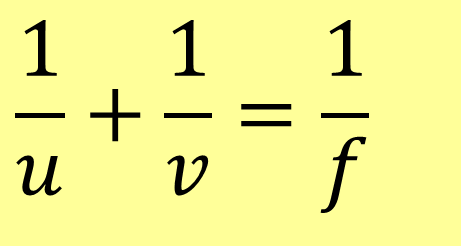 1/u + 1/v = 1/f